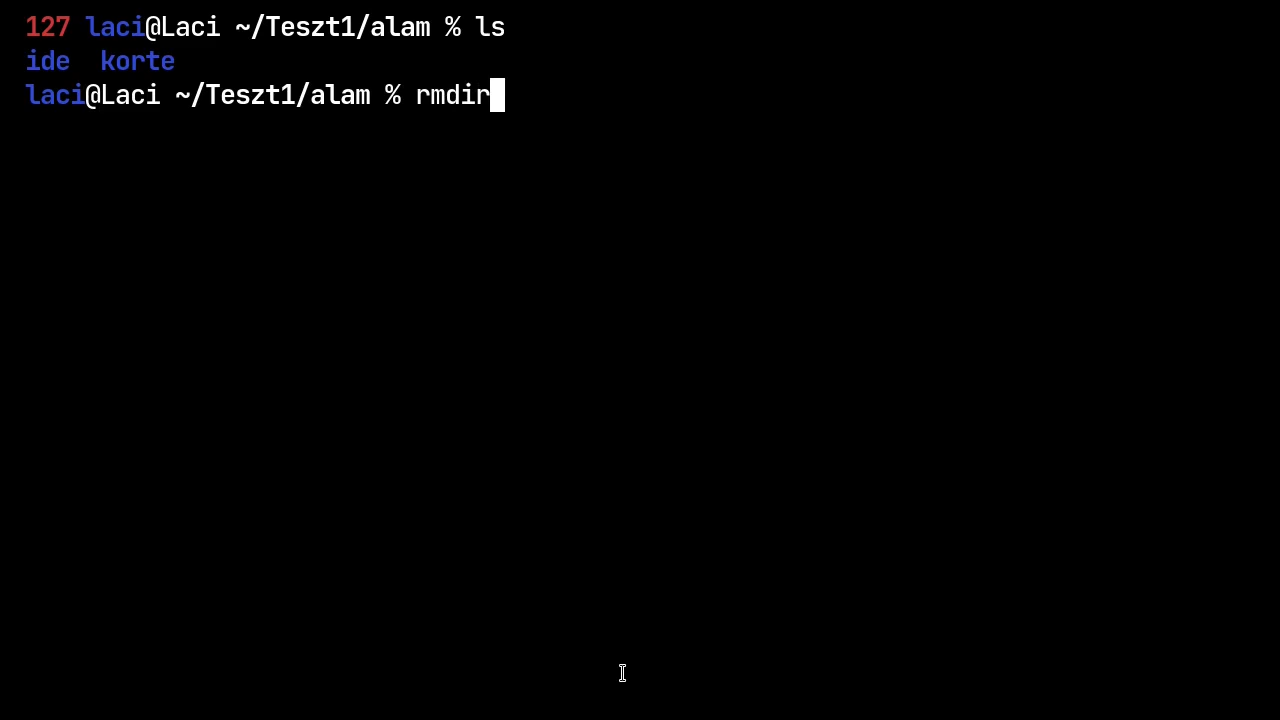 127 laci@Laci ~/Teszt1/alam % ls
ide  korte
laci@Laci ~/Teszt1/alam % rmdir